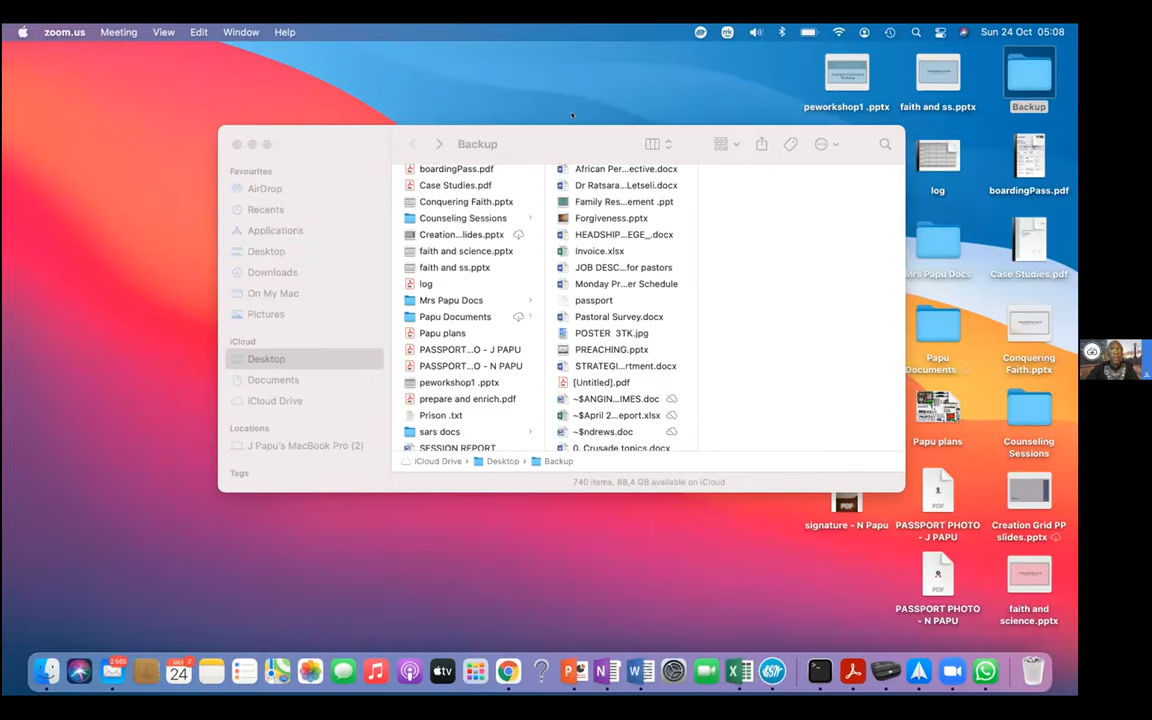 zoom.us Meeting View Edit Window Help Sun 24 Oct 05:08
peworkshop1 .pptx
faith and ss.pptx
Backup
log
boardingPass.pdf
Mrs Papu Docs
Case Studies.pdf
Papu
Documents
Conquering
Faith.pptx
Papu plans
Counseling
Sessions
signature - N Papu
PASSPORT PHOTO
- J PAPU
Creation Grid PP
slides.pptx
PASSPORT PHOTO
- N PAPU
faith and
science.pptx
Backup
Favourites
AirDrop
Recents
Applications
Desktop
Downloads
On My Mac
Pictures
iCloud
Desktop
Documents
iCloud Drive
Locations
J Papu's MacBook Pro (2)
Tags
boardingPass.pdf
Case Studies.pdf
Conquering Faith.pptx
Counseling Sessions
Creation...lides.pptx
faith and science.pptx
faith and ss.pptx
log
Mrs Papu Docs
Papu Documents
Papu plans
PASSPORT...O - J PAPU
PASSPORT...O - N PAPU
peworkshop1 .pptx
prepare and enrich.pdf
Prison .txt
sars docs
SESSION REPORT
African Per...ective.docx
Dr Ratsara...Letseli.docx
Family Res...ement .ppt
Forgiveness.pptx
HEADSHIP...EGE_.docx
Invoice.xlsx
JOB DESC...for pastors
Monday Pr...er Schedule
passport
Pastoral Survey.docx
POSTER 3TK.jpg
PREACHING.pptx
STRATEGI...rtment.docx
[Untitled].pdf
~$ANGIN...IMES.doc
~$April 2...eport.xlsx
~$ndrews.doc
0. Crusade topics.docx
iCloud Drive Desktop Backup
740 items, 88,4 GB available on iCloud
PDF
PDF
PDF
OCT
24
tv